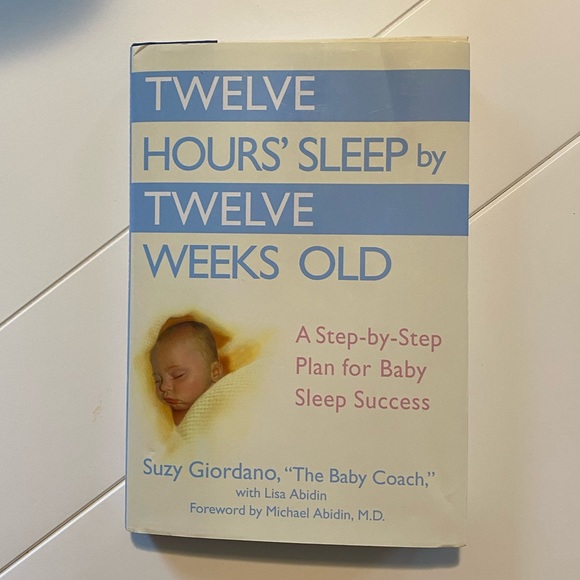 TWELVE
HOURS’ SLEEP by
TWELVE
WEEKS OLD
A Step-by-Step
Plan for Baby
Sleep Success
Suzy Giordano, “The Baby Coach,”
with Lisa Abidin
Foreword by Michael Abidin, M.D.